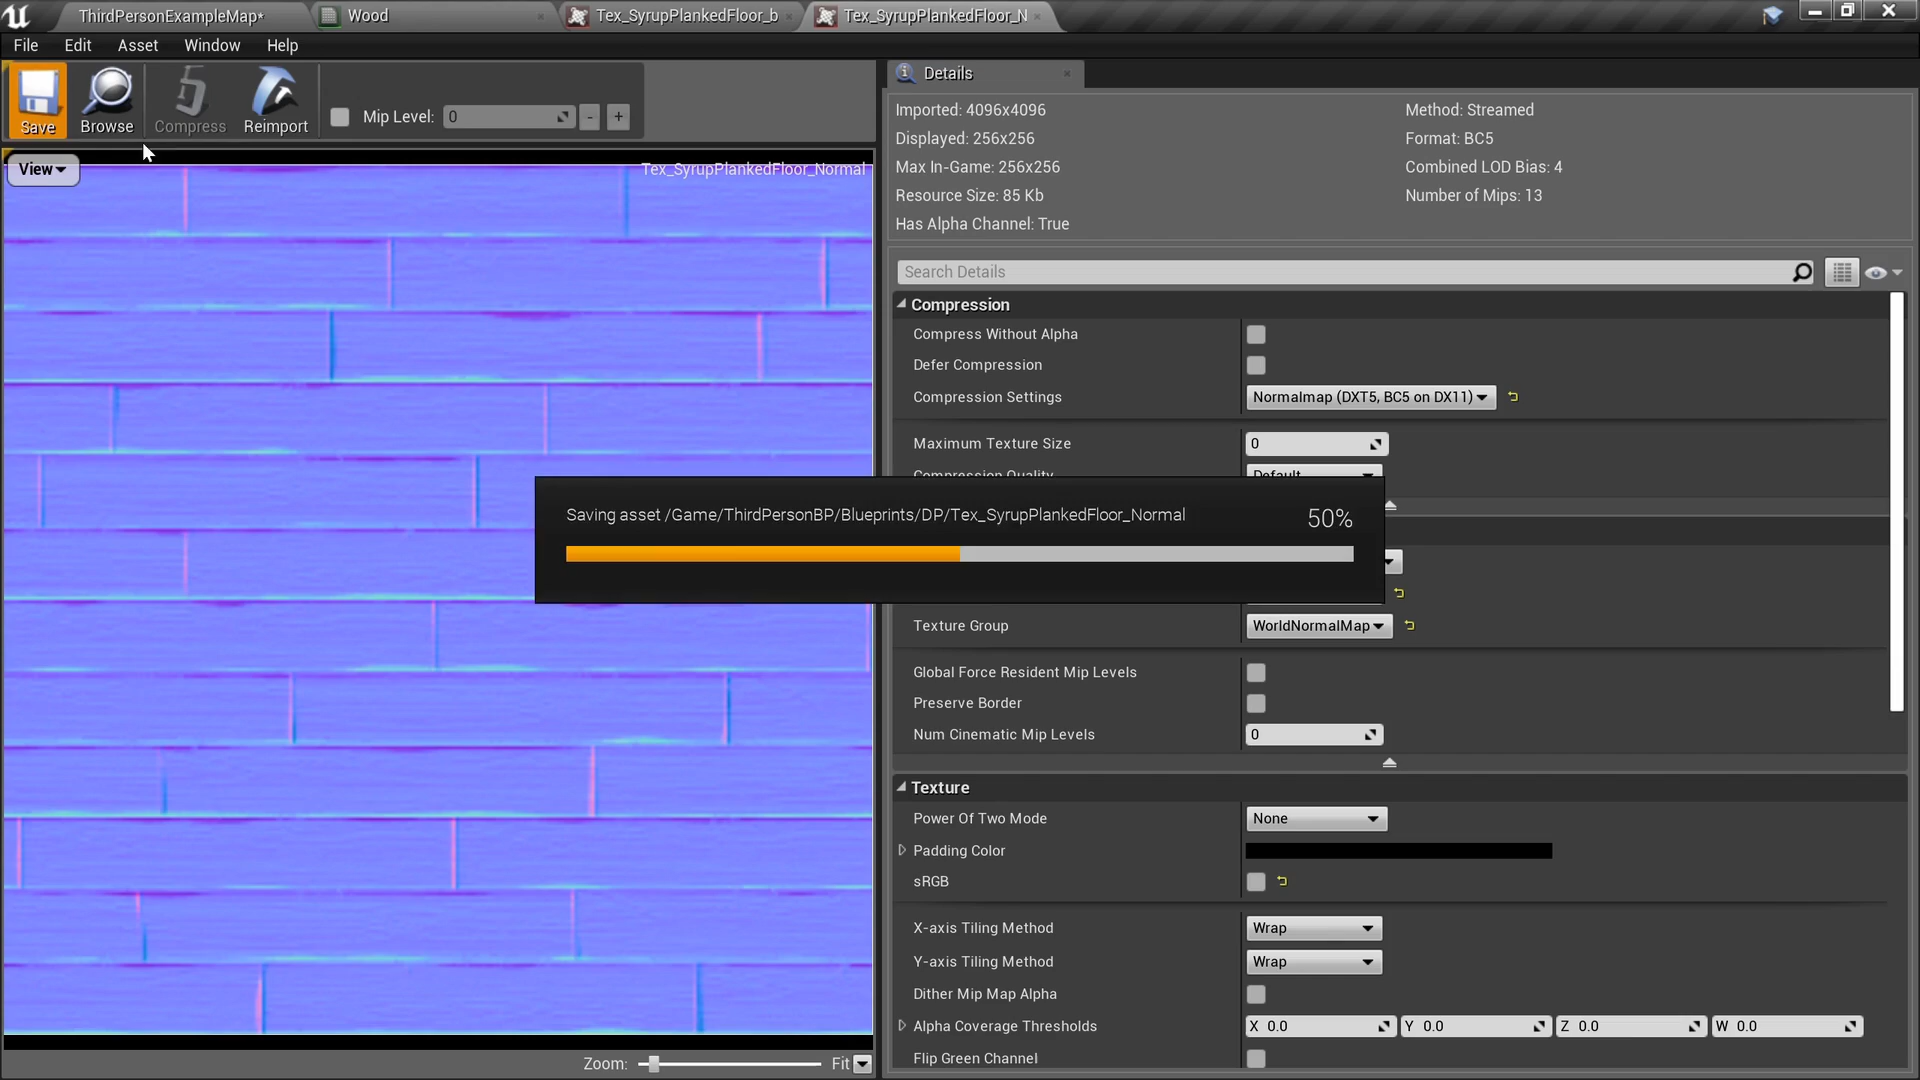 ThirdPersonExampleMap*
Wood
Tex_SyrupPlankedFloor_b
Tex_SyrupPlankedFloor_N
File Edit Asset Window Help
Save
Browse
Compress
Reimport
Mip Level: 0 - +
View
Tex_SyrupPlankedFloor_Normal
Zoom: Fit
Details
Imported: 4096x4096
Method: Streamed
Displayed: 256x256
Format: BC5
Max In-Game: 256x256
Combined LOD Bias: 4
Resource Size: 85 Kb
Number of Mips: 13
Has Alpha Channel: True
Search Details
Compression
Compress Without Alpha
Defer Compression
Compression Settings Normalmap (DXT5, BC5 on DX11)
Maximum Texture Size 0
Compression Quality Default
Saving asset /Game/ThirdPersonBP/Blueprints/DP/Tex_SyrupPlankedFloor_Normal 50%
Texture Group WorldNormalMap
Global Force Resident Mip Levels
Preserve Border
Num Cinematic Mip Levels 0
Texture
Power Of Two Mode None
Padding Color
sRGB
X-axis Tiling Method Wrap
Y-axis Tiling Method Wrap
Dither Mip Map Alpha
Alpha Coverage Thresholds X 0.0 Y 0.0 Z 0.0 W 0.0
Flip Green Channel